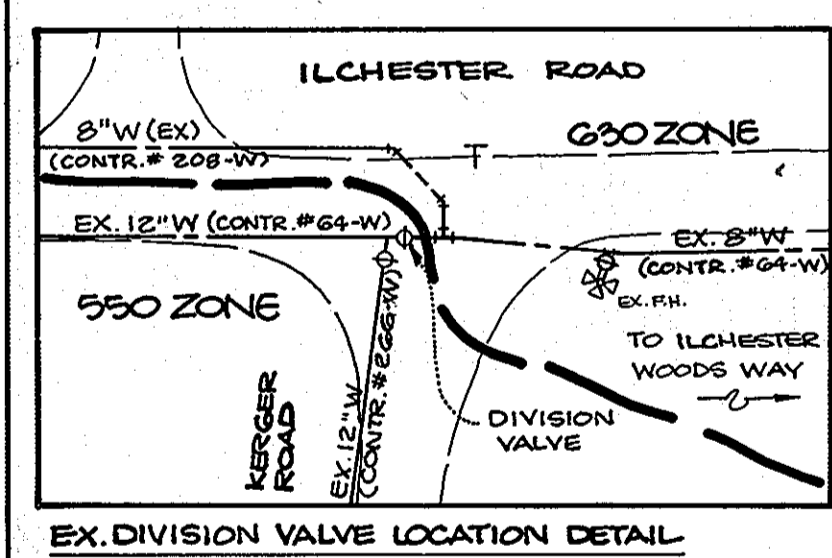 ILCHESTER ROAD
8"W (EX)
(CONTR.# 208-W)
630 ZONE
EX. 12"W (CONTR.#64-W)
EX. 8"W
(CONTR.#64-W)
EX. F.H.
550 ZONE
TO ILCHESTER
WOODS WAY
KERGER
ROAD
EX. 12"W
(CONTR.#266-W)
DIVISION
VALVE
EX. DIVISION VALVE LOCATION DETAIL